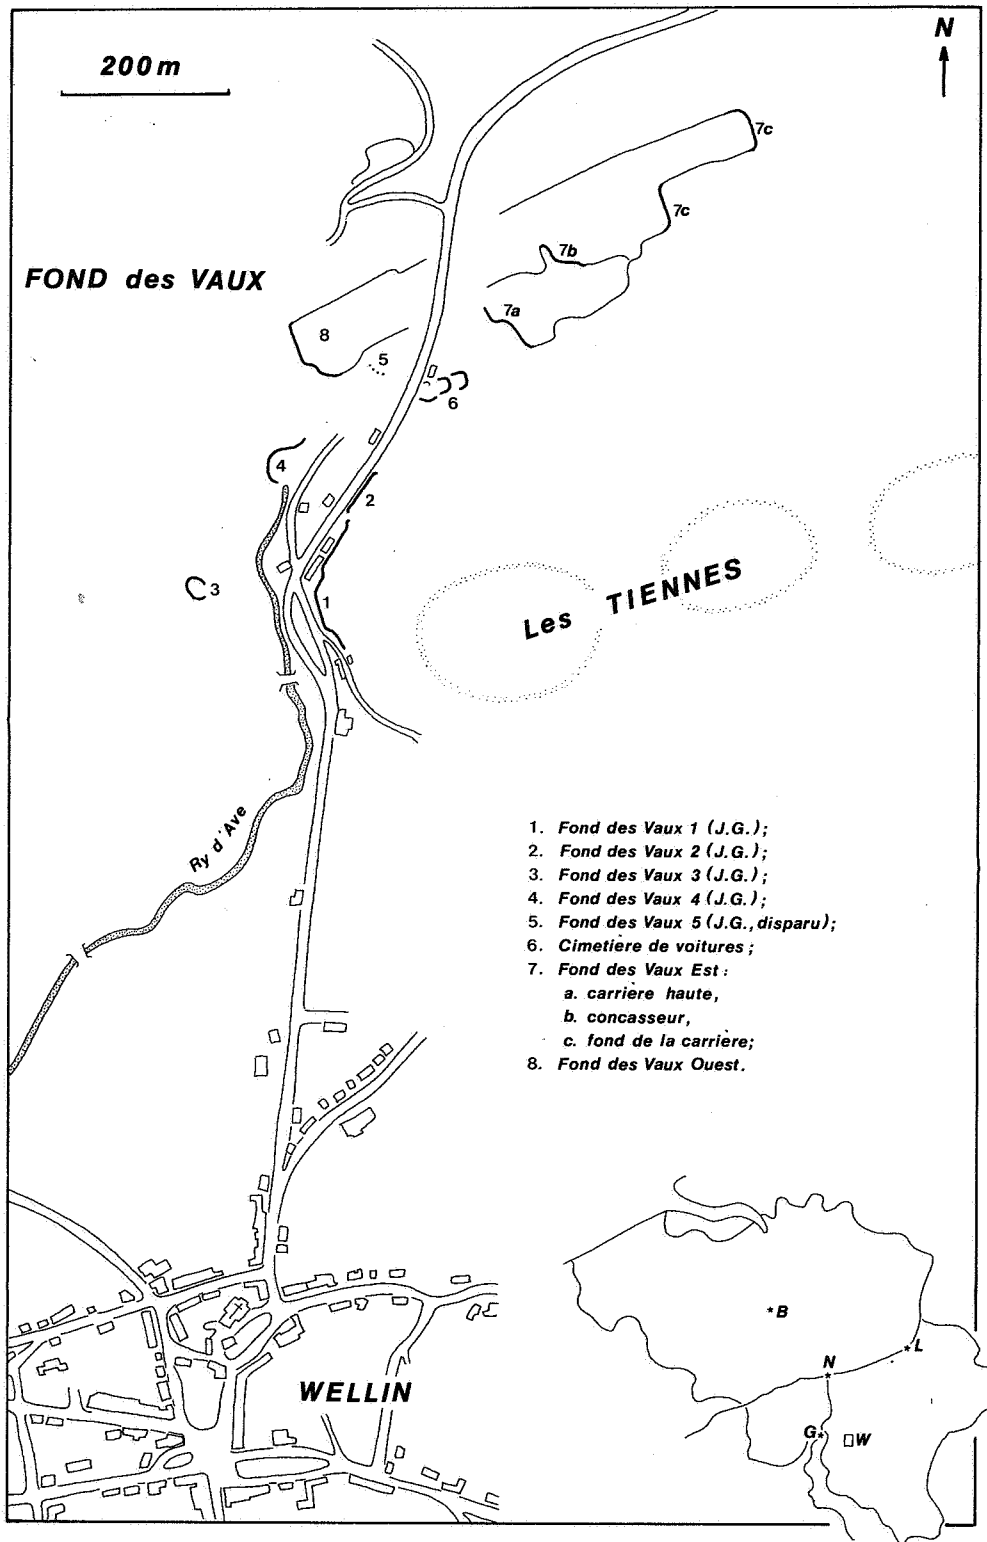 200m
N
7c
7c
7b
FOND des VAUX
7a
8
5
6
4
2
3
1
Les TIENNES
Ry d'Ave
1. Fond des Vaux 1 (J.G.);
2. Fond des Vaux 2 (J.G.);
3. Fond des Vaux 3 (J.G.);
4. Fond des Vaux 4 (J.G.);
5. Fond des Vaux 5 (J.G., disparu);
6. Cimetière de voitures;
7. Fond des Vaux Est:
a. carrière haute,
b. concasseur,
c. fond de la carrière;
8. Fond des Vaux Ouest.
B
L
N
WELLIN
G
W